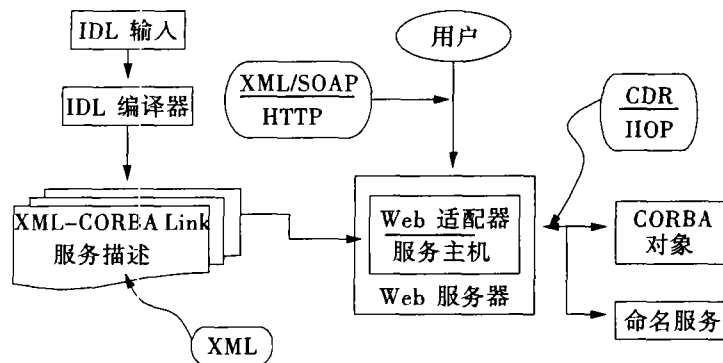 IDL 输入
用户
XML/SOAP
HTTP
CDR
IIOP
IDL 编译器
XML-CORBA Link
服务描述
Web 适配器
服务主机
Web 服务器
CORBA
对象
命名服务
XML